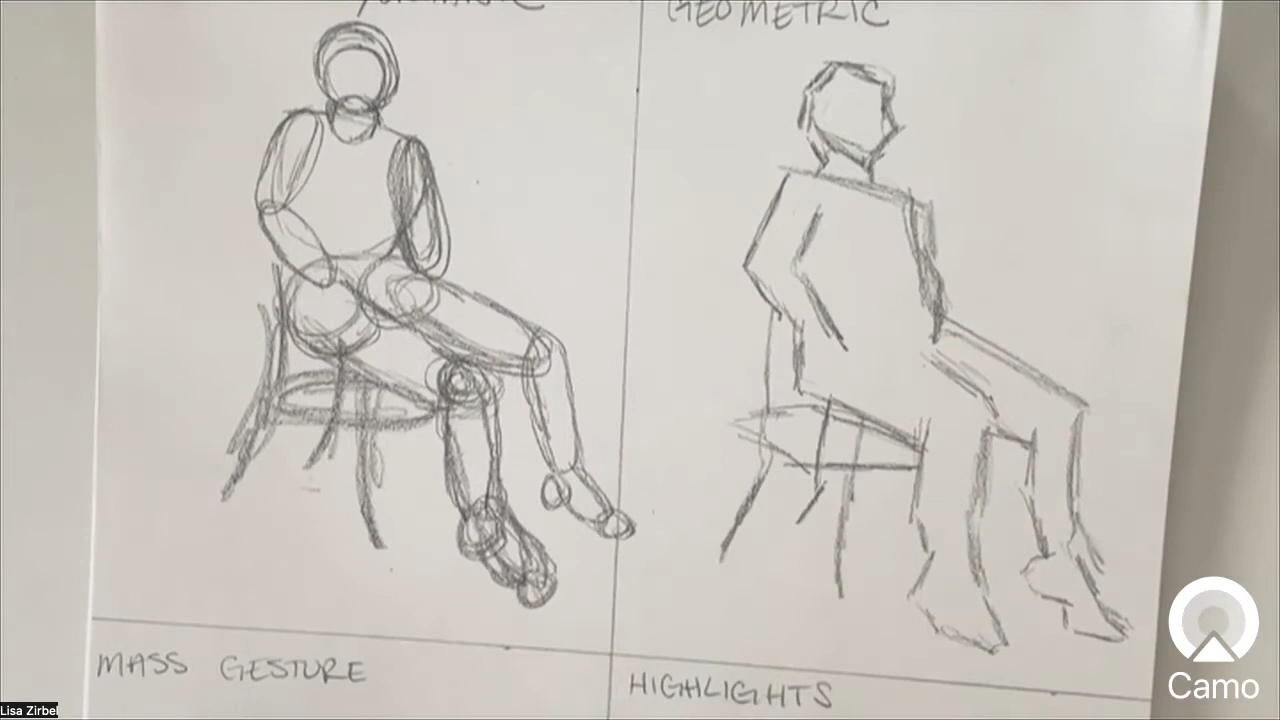 GEOMETRIC
MASS GESTURE
HIGHLIGHTS
Camo
Lisa Zirbel